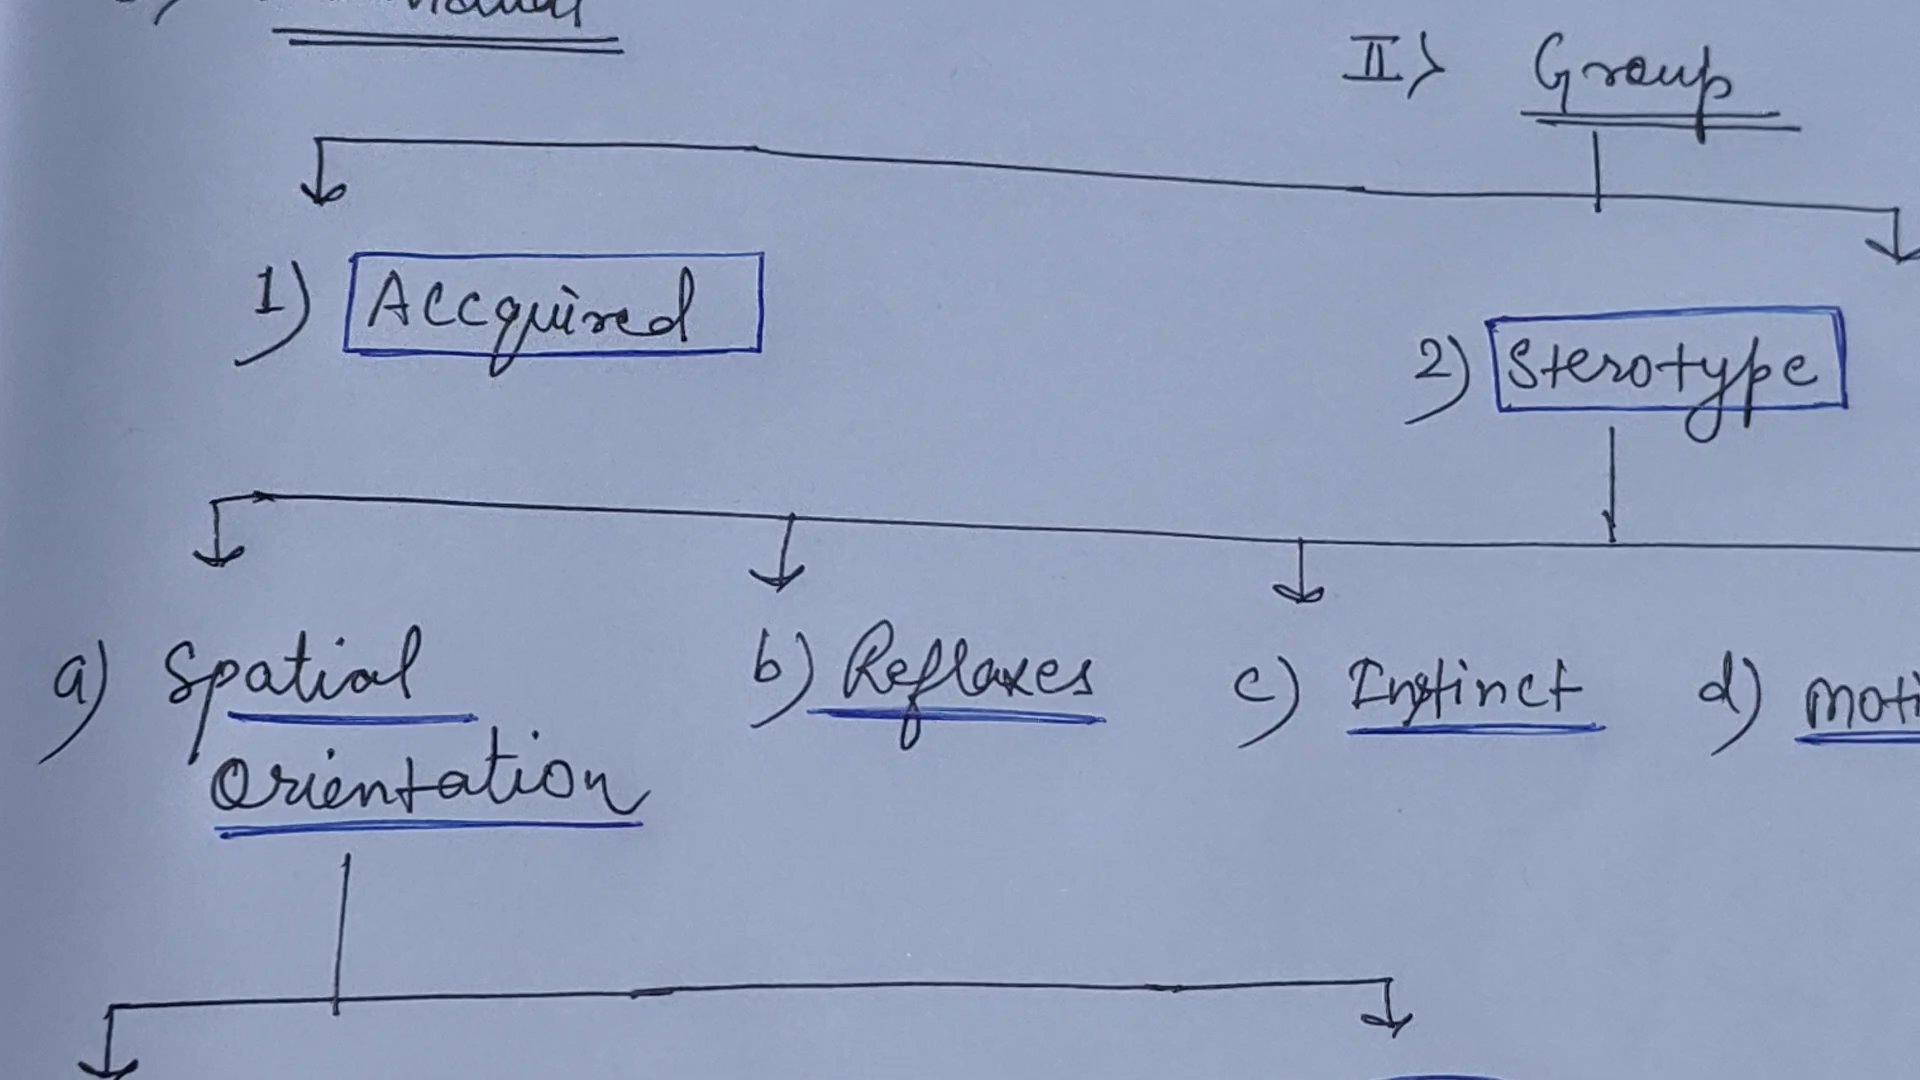 II> Group
1) Accquired
2) Sterotype
a) Spatial
Orientation
b) Reflaxes
c) Instinct
d)